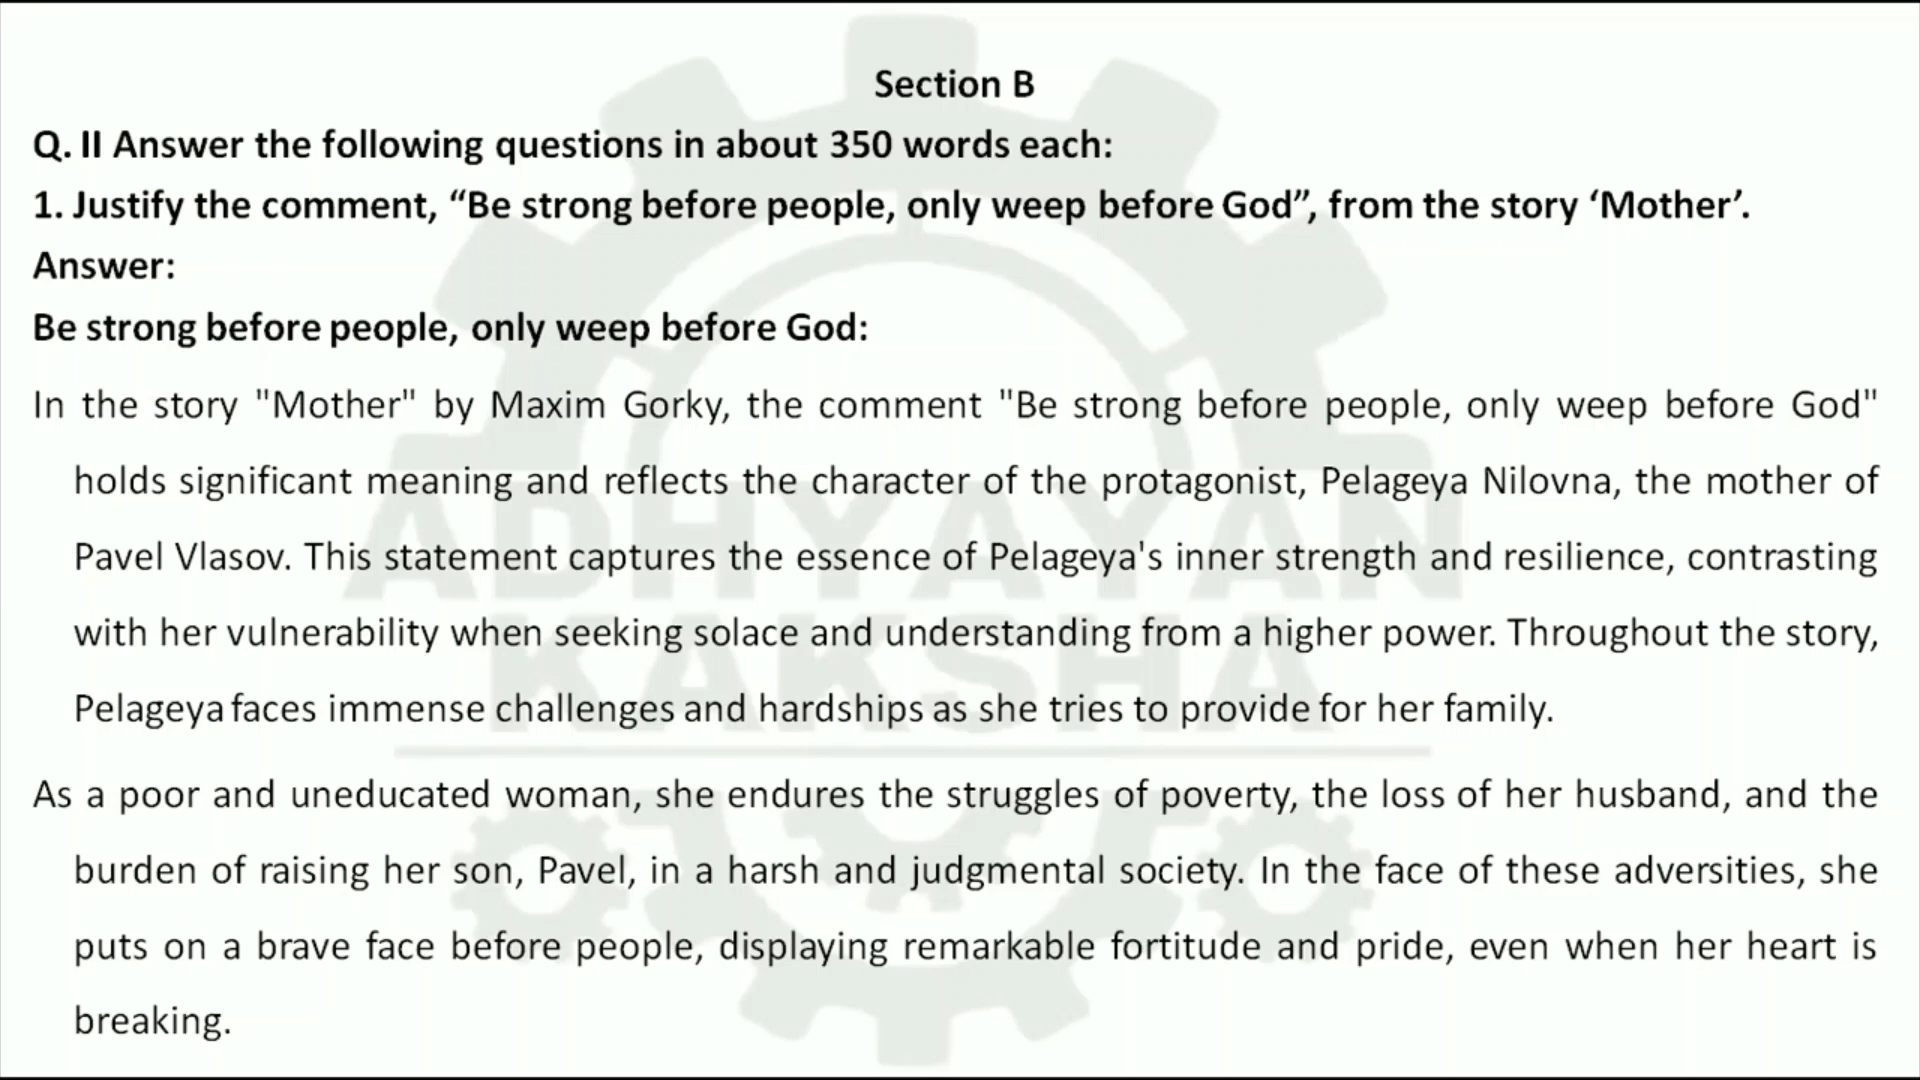 Section B
Q. II Answer the following questions in about 350 words each:
1. Justify the comment, “Be strong before people, only weep before God”, from the story ‘Mother’.
Answer:
Be strong before people, only weep before God:
In the story "Mother" by Maxim Gorky, the comment "Be strong before people, only weep before God"
holds significant meaning and reflects the character of the protagonist, Pelageya Nilovna, the mother of
Pavel Vlasov. This statement captures the essence of Pelageya's inner strength and resilience, contrasting
with her vulnerability when seeking solace and understanding from a higher power. Throughout the story,
Pelageya faces immense challenges and hardships as she tries to provide for her family.
As a poor and uneducated woman, she endures the struggles of poverty, the loss of her husband, and the
burden of raising her son, Pavel, in a harsh and judgmental society. In the face of these adversities, she
puts on a brave face before people, displaying remarkable fortitude and pride, even when her heart is
breaking.
ADHYAYAN
KAKSHA